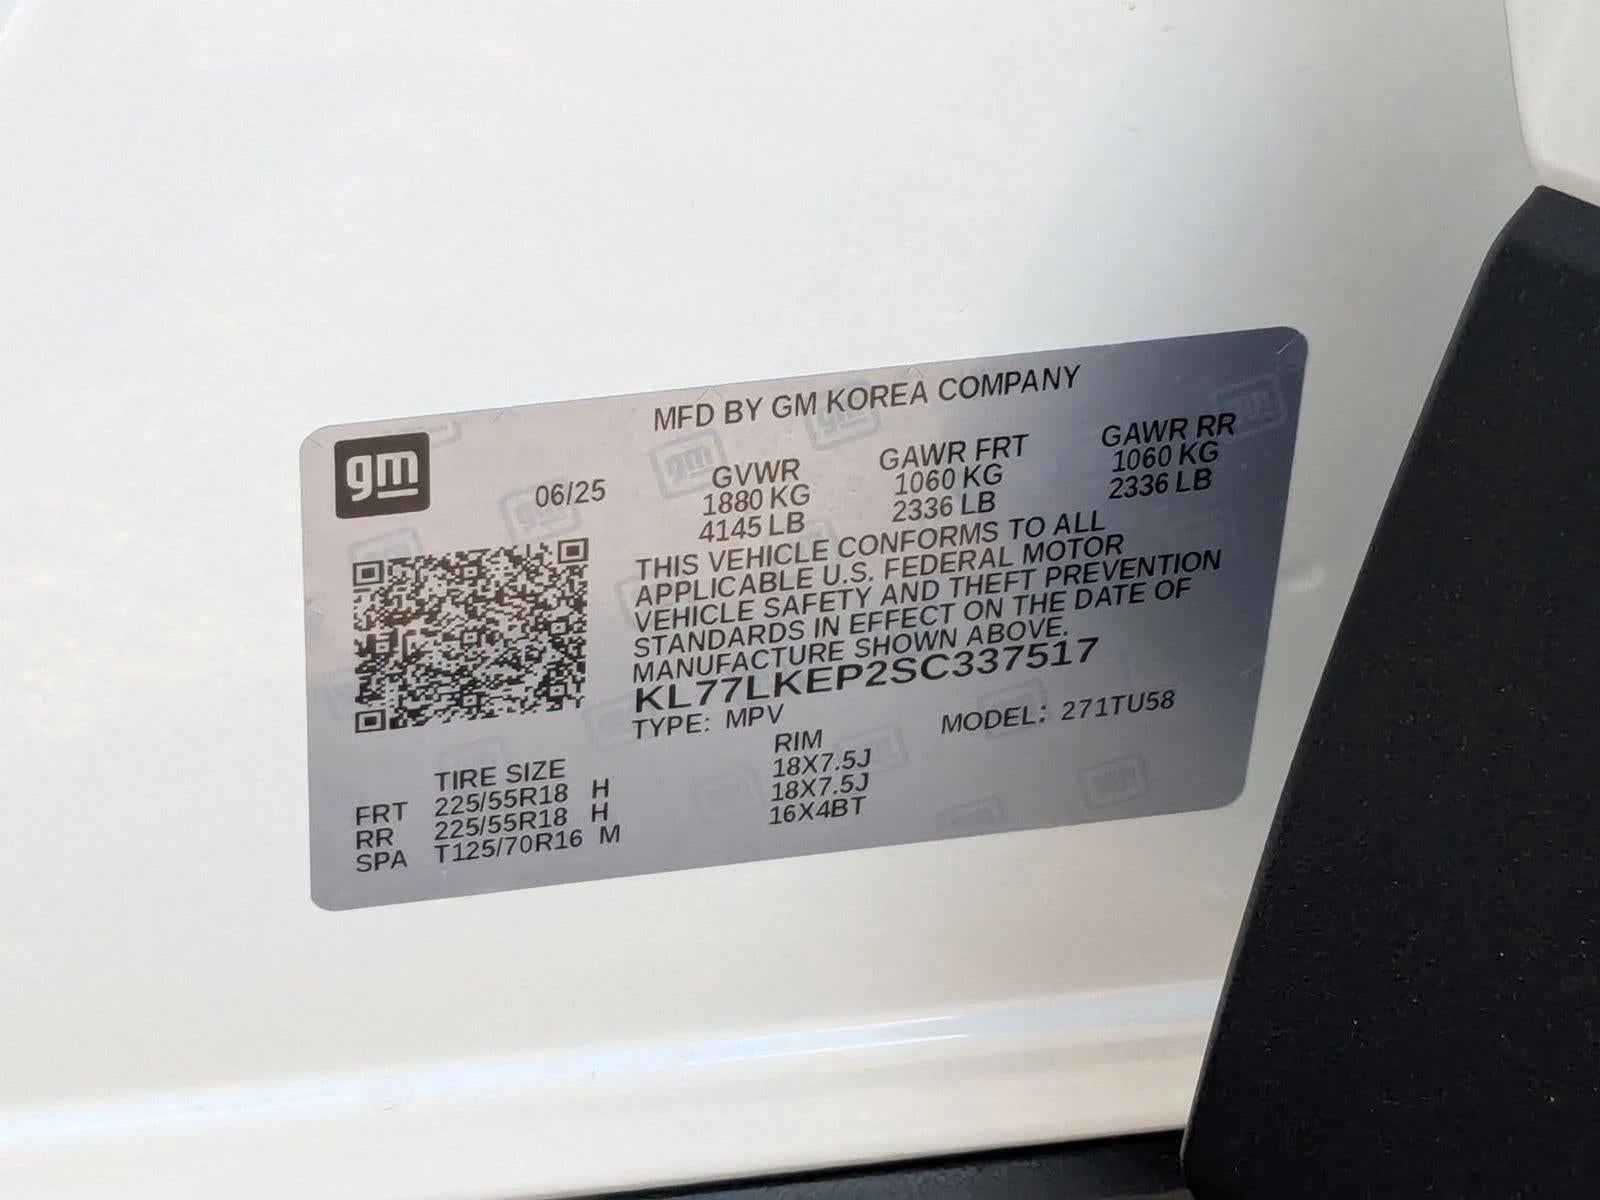 MFD BY GM KOREA COMPANY
gm
06/25
GVWR GAWR FRT GAWR RR
1880 KG 1060 KG 1060 KG
4145 LB 2336 LB 2336 LB
THIS VEHICLE CONFORMS TO ALL
APPLICABLE U.S. FEDERAL MOTOR
VEHICLE SAFETY AND THEFT PREVENTION
STANDARDS IN EFFECT ON THE DATE OF
MANUFACTURE SHOWN ABOVE.
KL77LKEP2SC337517
TYPE: MPV MODEL: 271TU58
TIRE SIZE RIM
FRT 225/55R18 H 18X7.5J
RR 225/55R18 H 18X7.5J
SPA T125/70R16 M 16X4BT